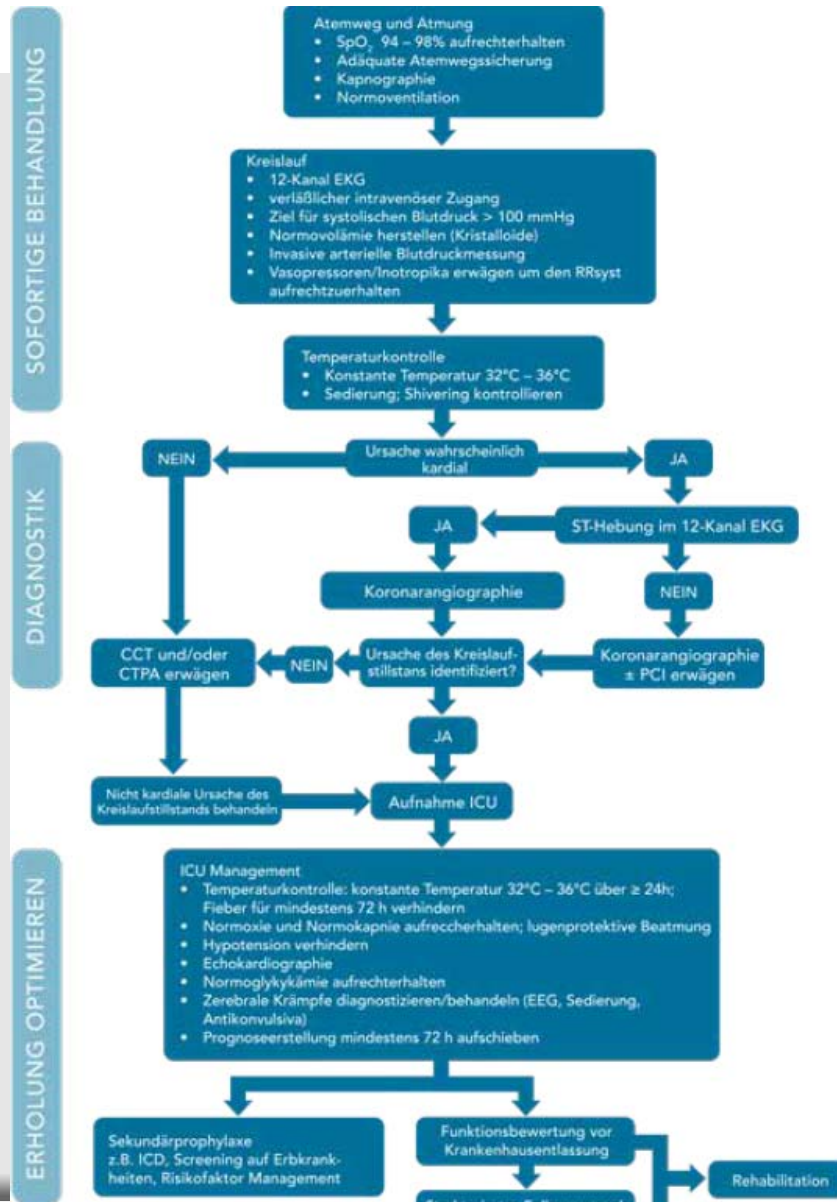 SOFORTIGE BEHANDLUNG
Atemweg und Atmung
• SpO2 94 – 98% aufrechterhalten
• Adäquate Atemwegssicherung
• Kapnographie
• Normoventilation
Kreislauf
• 12-Kanal EKG
• verläßlicher intravenöser Zugang
• Ziel für systolischen Blutdruck > 100 mmHg
• Normovolämie herstellen (Kristalloide)
• Invasive arterielle Blutdruckmessung
• Vasopressoren/Inotropika erwägen um den RRsyst
aufrechtzuerhalten
Temperaturkontrolle
• Konstante Temperatur 32°C – 36°C
• Sedierung; Shivering kontrollieren
DIAGNOSTIK
NEIN
Ursache wahrscheinlich
kardial
JA
JA
ST-Hebung im 12-Kanal EKG
Koronarangiographie
NEIN
CCT und/oder
CTPA erwägen
NEIN
Ursache des Kreislauf-
stillstans identifiziert?
Koronarangiographie
± PCI erwägen
JA
Nicht kardiale Ursache des
Kreislaufstillstands behandeln
Aufnahme ICU
ERHOLUNG OPTIMIEREN
ICU Management
• Temperaturkontrolle: konstante Temperatur 32°C – 36°C über ≥ 24h;
Fieber für mindestens 72 h verhindern
• Normoxie und Normokapnie aufreccherhalten; lugenprotektive Beatmung
• Hypotension verhindern
• Echokardiographie
• Normoglykykämie aufrechterhalten
• Zerebrale Krämpfe diagnostizieren/behandeln (EEG, Sedierung,
Antikonvulsiva)
• Prognoseerstellung mindestens 72 h aufschieben
Sekundärprophylaxe
z.B. ICD, Screening auf Erbkrank-
heiten, Risikofaktor Management
Funktionsbewertung vor
Krankenhausentlassung
Rehabilitation